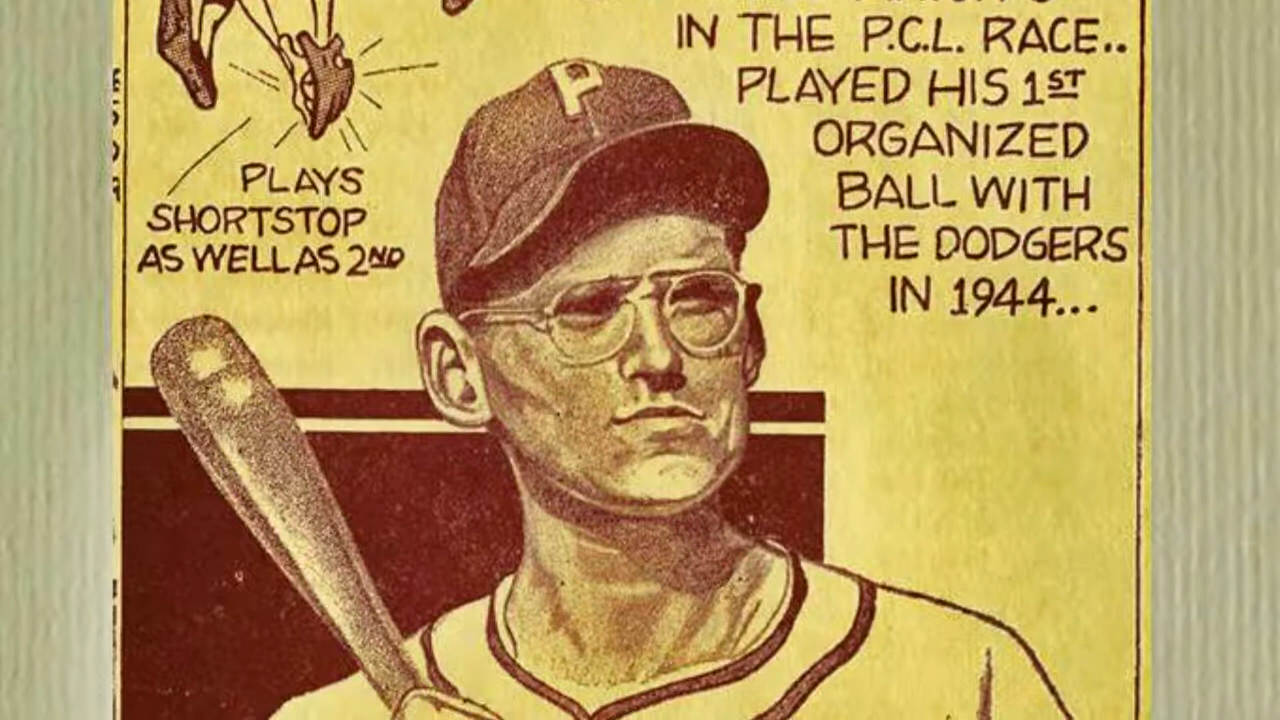 PLAYS
SHORTSTOP
AS WELL AS 2ND
P
IN THE P.C.L. RACE..
PLAYED HIS 1ST
ORGANIZED
BALL WITH
THE DODGERS
IN 1944...